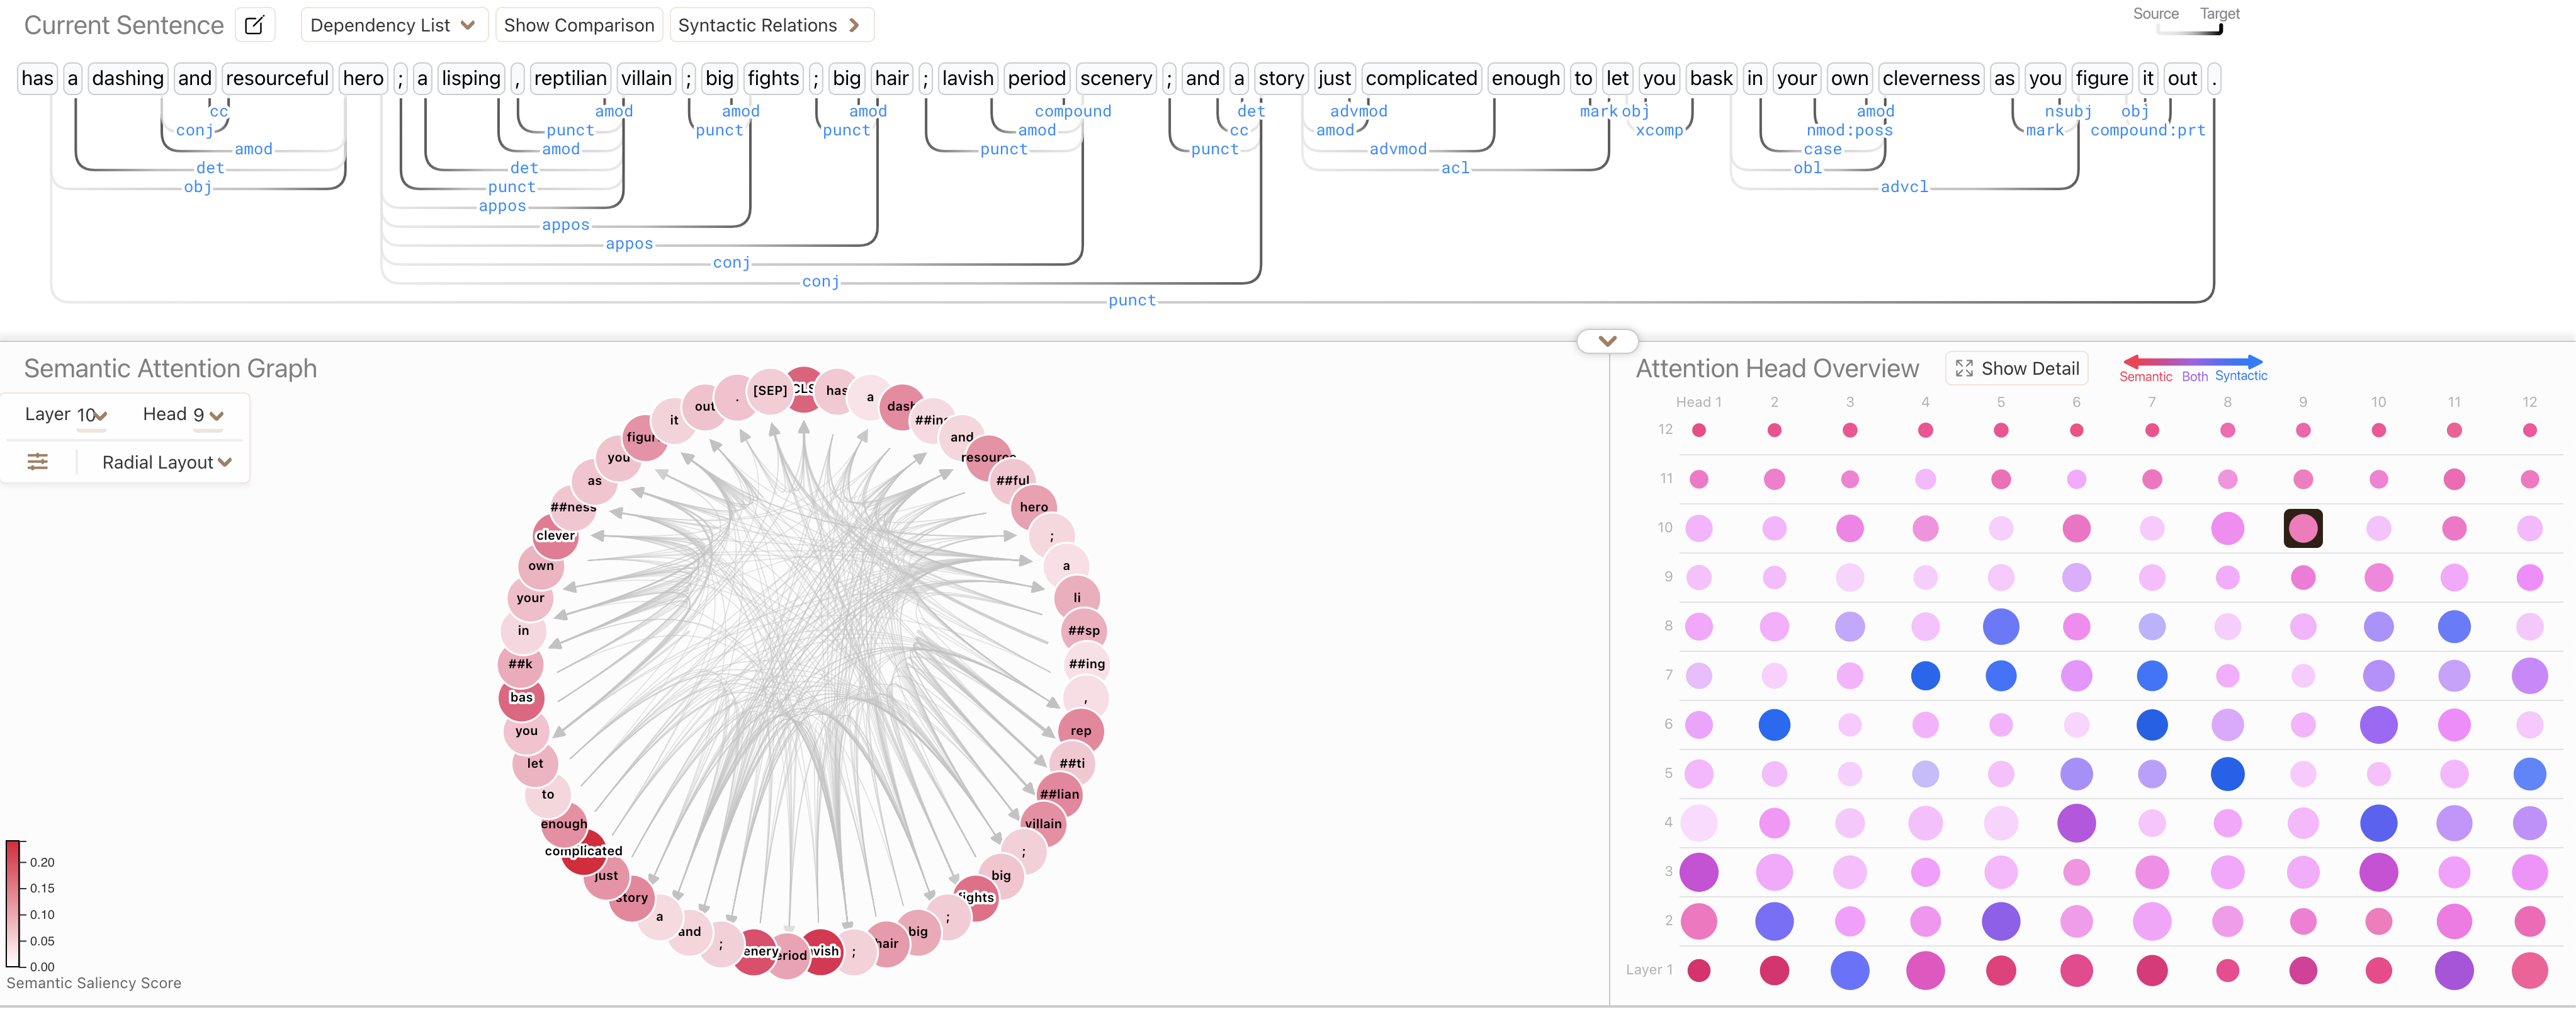 Current Sentence Dependency List Show Comparison Syntactic Relations Source Target
has a dashing and resourceful hero ; a lisping , reptilian villain ; big fights ; big hair ; lavish period scenery ; and a story just complicated enough to let you bask in your own cleverness as you figure it out .
cc amod amod amod compound det advmod mark obj amod nsubj obj
conj punct punct punct amod cc amod xcomp nmod:poss mark compound:prt
amod amod punct punct advmod case
det det acl obl
obj punct advcl
appos
appos
appos
conj
conj
punct
Semantic Attention Graph
Layer 10 Head 9
Radial Layout
[SEP]
CLS
has
a
dash
##ing
and
resource
##ful
hero
;
a
li
##sp
##ing
,
rep
##ti
##lian
villain
;
big
fights
;
big
hair
;
vish
eriod
enery
;
and
a
story
just
complicated
enough
to
let
you
bas
##k
in
your
own
clever
##ness
as
you
figur
it
out
.
0.20
0.15
0.10
0.05
0.00
Semantic Saliency Score
Attention Head Overview Show Detail
Semantic Both Syntactic
Head 1 2 3 4 5 6 7 8 9 10 11 12
12
11
10
9
8
7
6
5
4
3
2
Layer 1